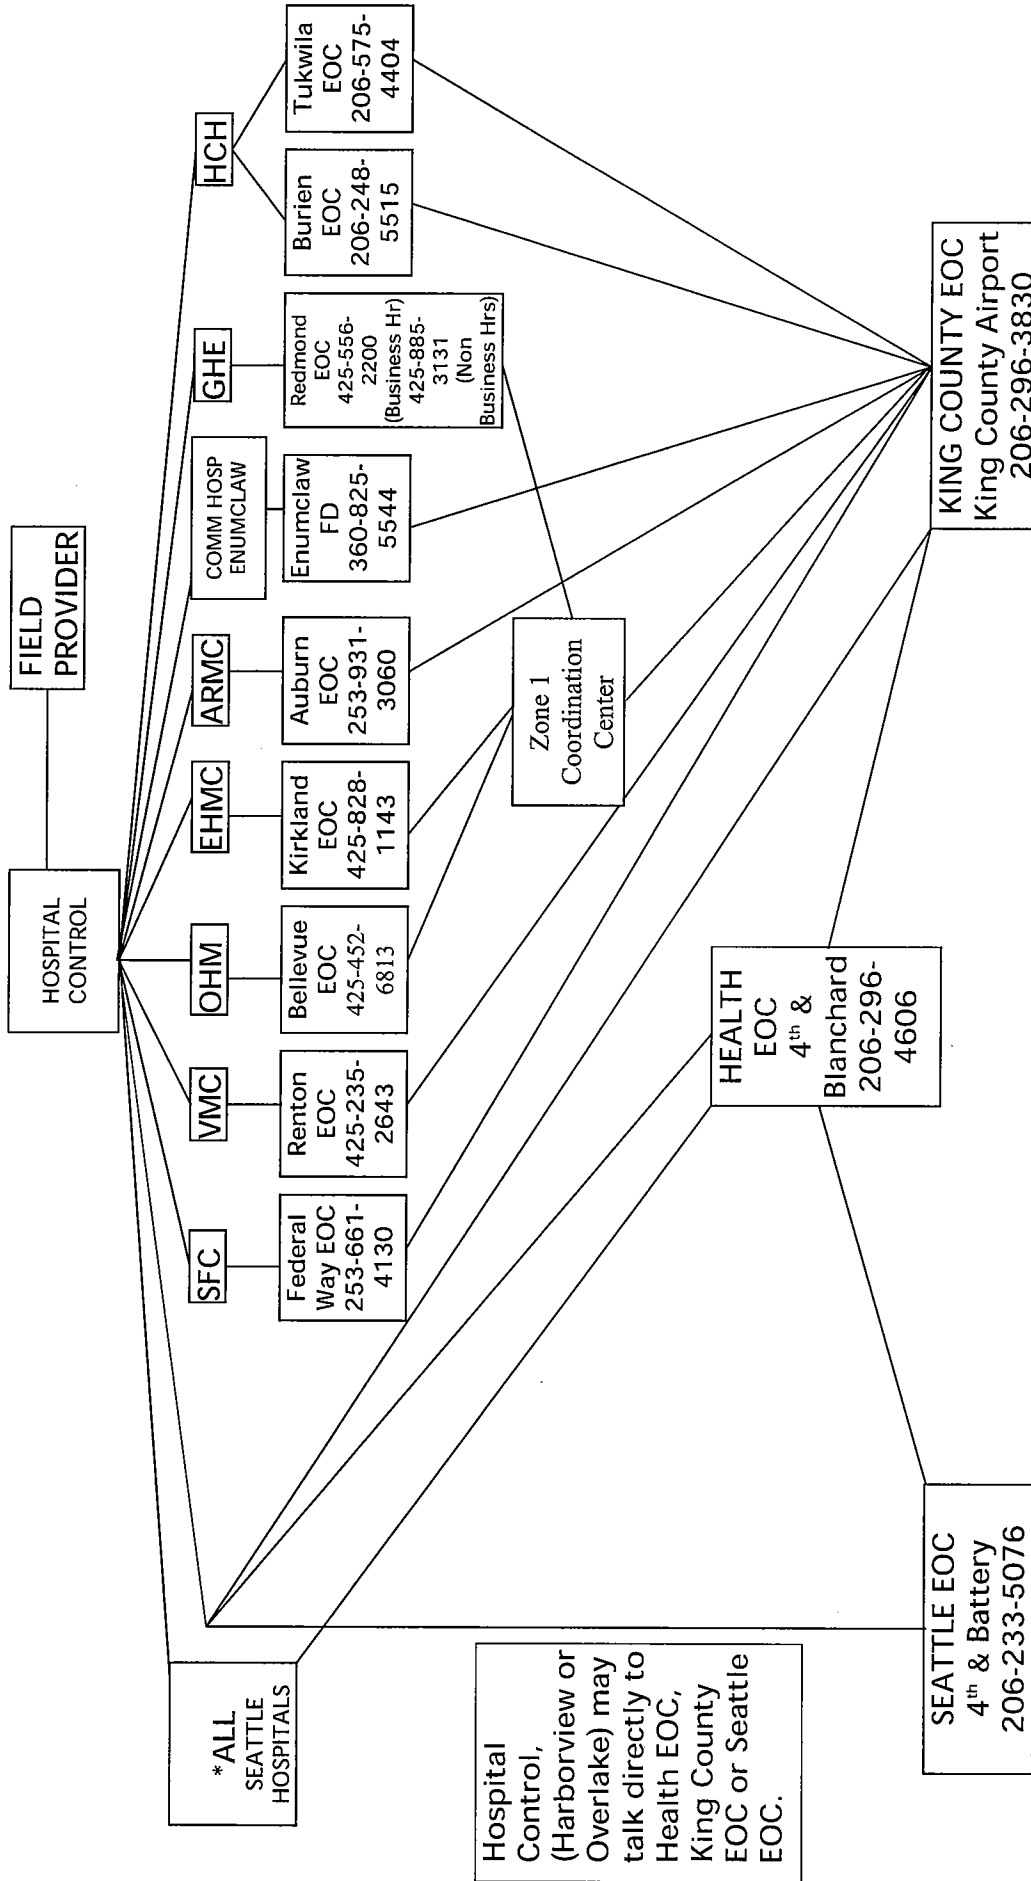 FIELD
PROVIDER
HOSPITAL
CONTROL
*ALL
SEATTLE
HOSPITALS
SFC
VMC
OHM
EHMC
ARMC
COMM HOSP
ENUMCLAW
GHE
HCH
Federal
Way EOC
253-661-
4130
Renton
EOC
425-235-
2643
Bellevue
EOC
425-452-
6813
Kirkland
EOC
425-828-
1143
Auburn
EOC
253-931-
3060
Enumclaw
FD
360-825-
5544
Redmond
EOC
425-556-
2200
(Business Hr)
425-885-
3131
(Non
Business Hrs)
Burien
EOC
206-248-
5515
Tukwila
EOC
206-575-
4404
Zone 1
Coordination
Center
Hospital
Control,
(Harborview or
Overlake) may
talk directly to
Health EOC,
King County
EOC or Seattle
EOC.
HEALTH
EOC
4th &
Blanchard
206-296-
4606
SEATTLE EOC
4th & Battery
206-233-5076
KING COUNTY EOC
King County Airport
206-296-3830